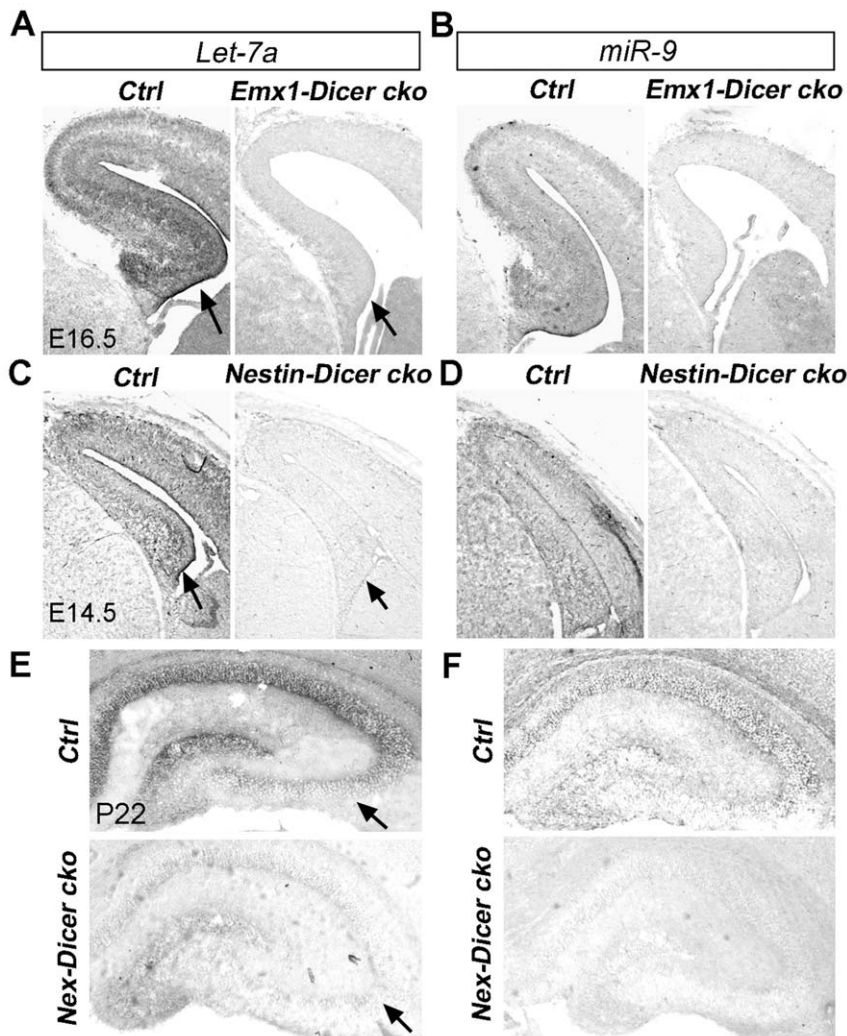 A B
Let-7a miR-9
Ctrl Emx1-Dicer cko Ctrl Emx1-Dicer cko
E16.5
C Ctrl Nestin-Dicer cko D Ctrl Nestin-Dicer cko
E14.5
E F
Ctrl Ctrl
P22
Nex-Dicer cko Nex-Dicer cko